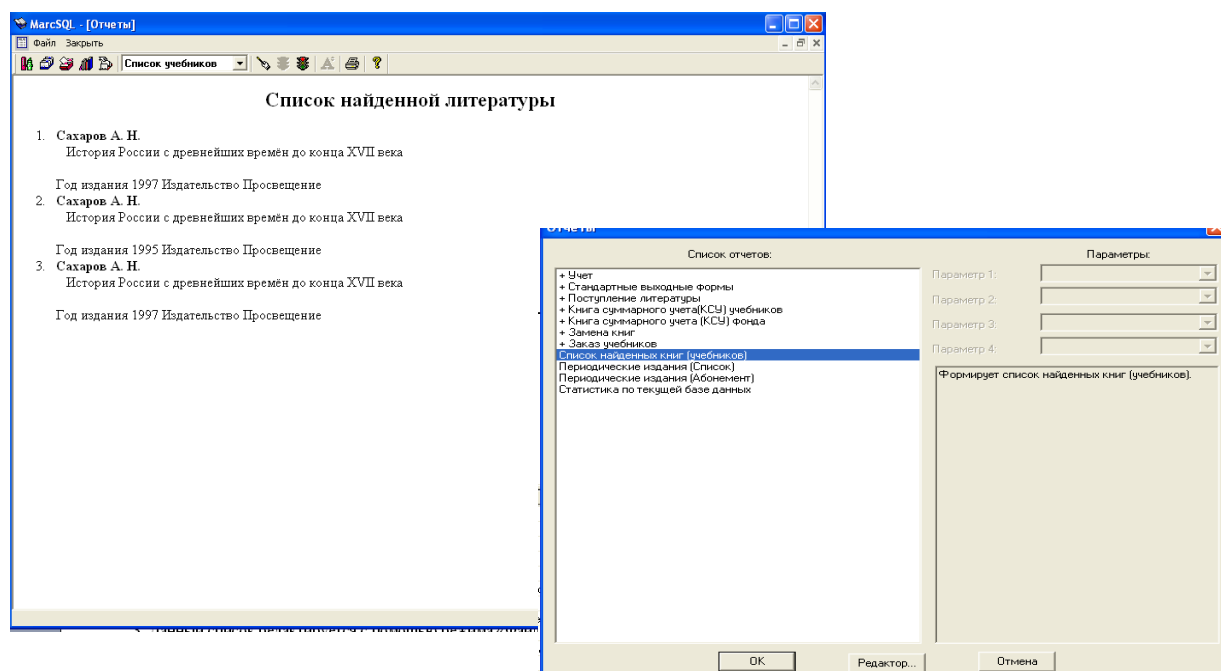 MarcSQL - [Отчеты]
Файл Закрыть
Список учебников
Список найденной литературы
1. Сахаров А. Н.
История России с древнейших времён до конца XVII века
Год издания 1997 Издательство Просвещение
2. Сахаров А. Н.
История России с древнейших времён до конца XVII века
Год издания 1995 Издательство Просвещение
3. Сахаров А. Н.
История России с древнейших времён до конца XVII века
Год издания 1997 Издательство Просвещение
Отчеты
Список отчетов:
+ Учет
+ Стандартные выходные формы
+ Поступление литературы
+ Книга суммарного учета(КСУ) учебников
+ Книга суммарного учета (КСУ) фонда
+ Замена книг
+ Заказ учебников
Список найденных книг (учебников)
Периодические издания (Список)
Периодические издания (Абонемент)
Статистика по текущей базе данных
Параметры:
Параметр 1:
Параметр 2:
Параметр 3:
Параметр 4:
Формирует список найденных книг (учебников).
OK Редактор... Отмена